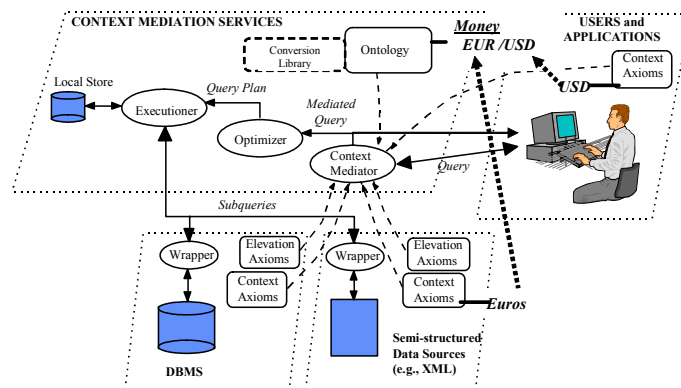 CONTEXT MEDIATION SERVICES
Money
EUR /USD
USERS and
APPLICATIONS
Conversion
Library
Ontology
Context
Axioms
USD
Local Store
Query Plan
Executioner
Mediated
Query
Optimizer
Context
Mediator
Query
Subqueries
Wrapper
Elevation
Axioms
Context
Axioms
Wrapper
Elevation
Axioms
Context
Axioms
Euros
DBMS
Semi-structured
Data Sources
(e.g., XML)